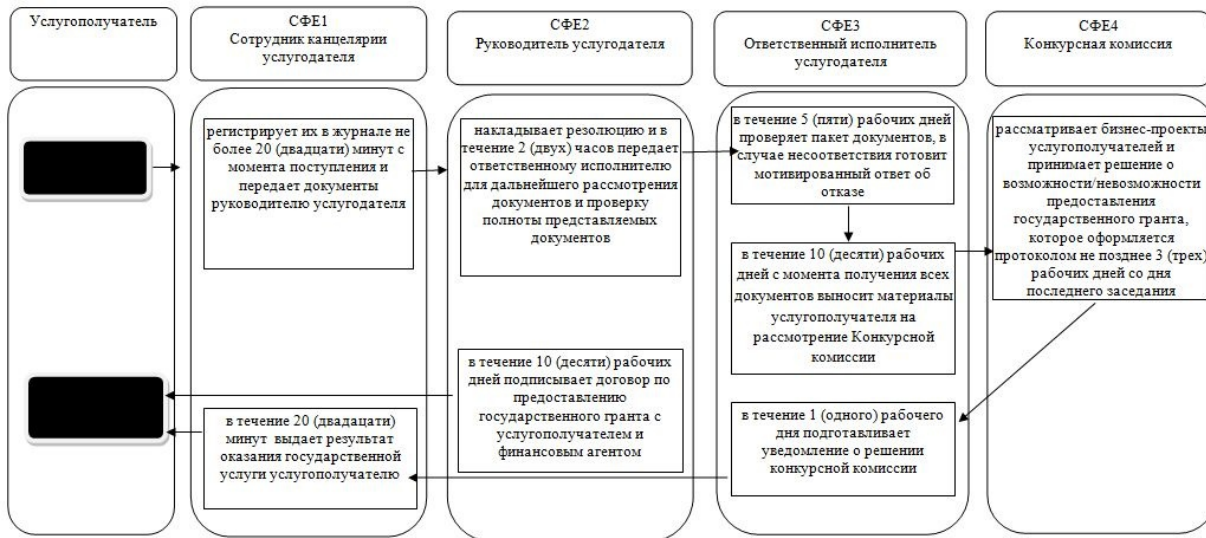 Услугополучатель
СФЕ1
Сотрудник канцелярии
услугодателя
СФЕ2
Руководитель услугодателя
СФЕ3
Ответственный исполнитель
услугодателя
СФЕ4
Конкурсная комиссия
регистрирует их в журнале не
более 20 (двадцати) минут с
момента поступления и
передает документы
руководителю услугодателя
накладывает резолюцию и в
течение 2 (двух) часов передает
ответственному исполнителю
для дальнейшего рассмотрения
документов и проверку
полноты представляемых
документов
в течение 5 (пяти) рабочих дней
проверяет пакет документов, в
случае несоответствия готовит
мотивированный ответ об
отказе
рассматривает бизнес-проекты
услугополучателей и
принимает решение о
возможности/невозможности
предоставления
государственного гранта,
которое оформляется
протоколом не позднее 3 (трех)
рабочих дней со дня
последнего заседания
в течение 10 (десяти) рабочих
дней с момента получения всех
документов выносит материалы
услугополучателя на
рассмотрение Конкурсной
комиссии
в течение 10 (десяти) рабочих
дней подписывает договор по
предоставлению
государственного гранта с
услугополучателем и
финансовым агентом
в течение 20 (двадацати)
минут выдает результат
оказания государственной
услуги услугополучателю
в течение 1 (одного) рабочего
дня подготавливает
уведомление о решении
конкурсной комиссии